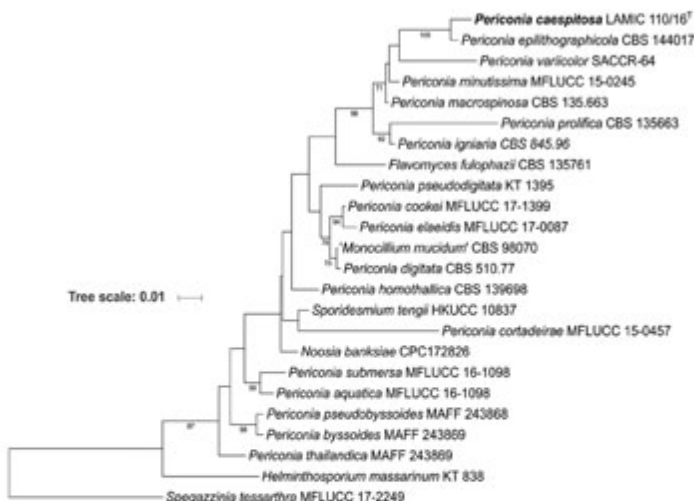 Periconia caespitosa LAMIC 110/16ᵀ
Periconia epilithographicola CBS 144017
Periconia variicolor SACCR-64
Periconia minutissima MFLUCC 15-0245
Periconia macrospinosa CBS 135.663
Periconia prolifica CBS 135663
Periconia igniaria CBS 845.96
Flavomyces fulophazii CBS 135761
Periconia pseudodigitata KT 1395
Periconia cookei MFLUCC 17-1399
Periconia elaeidis MFLUCC 17-0087
'Monocillium mucidum' CBS 98070
Periconia digitata CBS 510.77
Periconia homothallica CBS 139698
Tree scale: 0.01
Sporidesmium tengii HKUCC 10837
Periconia cortadeirae MFLUCC 15-0457
Noosia banksiae CPC172826
Periconia submersa MFLUCC 16-1098
Periconia aquatica MFLUCC 16-1098
Periconia pseudobyssoides MAFF 243868
Periconia byssoides MAFF 243869
Periconia thailandica MAFF 243869
Helminthosporium massarinum KT 838
Spegazzinia tessarthra MFLUCC 17-2249